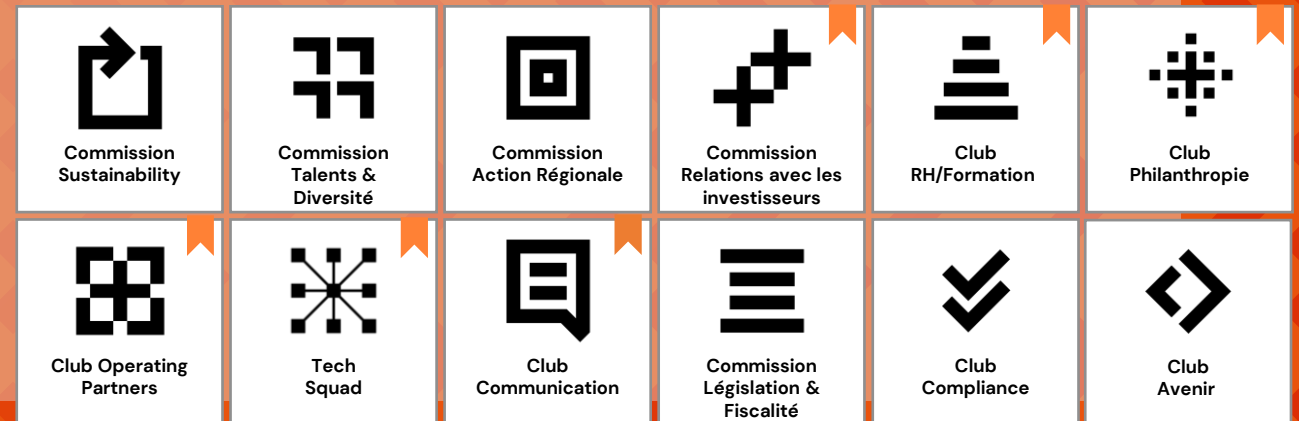 Commission
Sustainability
Commission
Talents &
Diversité
Commission
Action Régionale
Commission
Relations avec les
investisseurs
Club
RH/Formation
Club
Philanthropie
Club Operating
Partners
Tech
Squad
Club
Communication
Commission
Législation &
Fiscalité
Club
Compliance
Club
Avenir